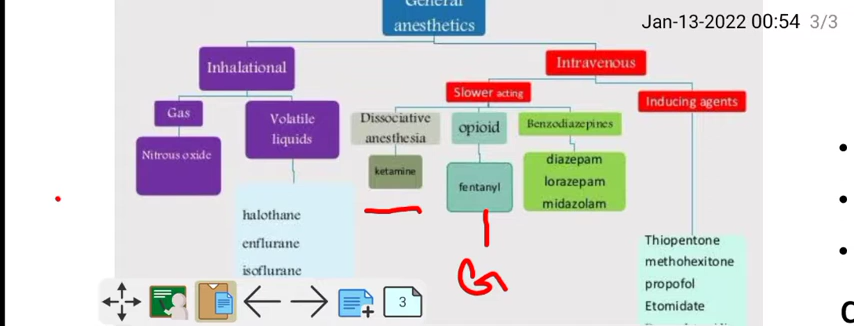 General
anesthetics
Jan-13-2022 00:54 3/3
Inhalational
Intravenous
Slower acting
Inducing agents
Gas
Volatile
liquids
Dissociative
anesthesia
opioid
Benzodiazepines
Nitrous oxide
ketamine
fentanyl
diazepam
lorazepam
midazolam
halothane
enflurane
isoflurane
Thiopentone
methohexitone
propofol
Etomidate
3